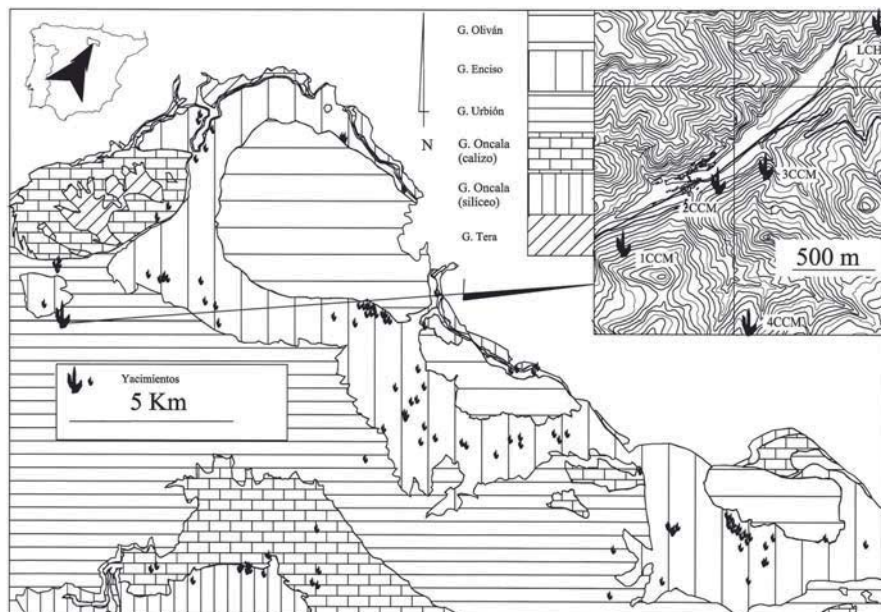 G. Oliván
G. Enciso
G. Urbión
G. Oncala
(calizo)
G. Oncala
(silíceo)
G. Tera
N
LCH
3CCM
2CCM
1CCM
500 m
4CCM
Yacimientos
5 Km